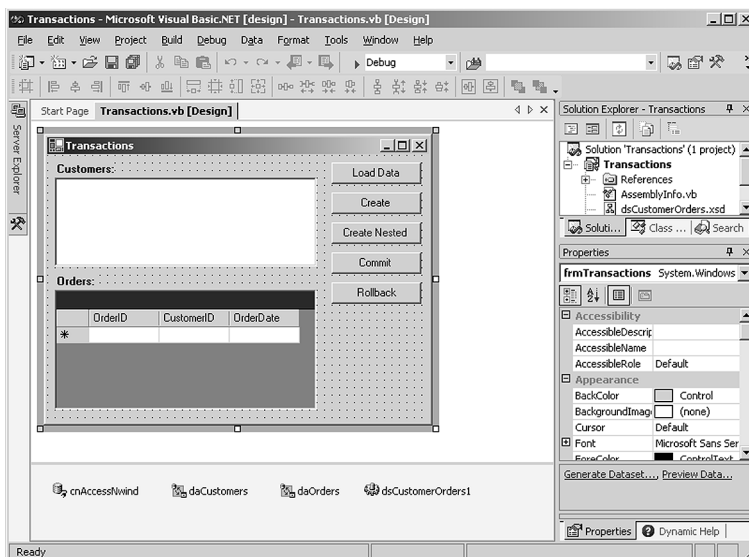 Transactions - Microsoft Visual Basic.NET [design] - Transactions.vb [Design]
File Edit View Project Build Debug Data Format Tools Window Help
Debug
Start Page Transactions.vb [Design]
Server Explorer
Transactions
Customers:
Load Data
Create
Create Nested
Commit
Rollback
Orders:
OrderID CustomerID OrderDate
cnAccessNwind daCustomers daOrders dsCustomerOrders1
Solution Explorer - Transactions
Solution 'Transactions' (1 project)
Transactions
References
AssemblyInfo.vb
dsCustomerOrders.xsd
Soluti... Class ... Search
Properties
frmTransactions System.Windows
Accessibility
AccessibleDescrip
AccessibleName
AccessibleRole Default
Appearance
BackColor Control
BackgroundImag (none)
Cursor Default
Font Microsoft Sans Ser
ForeColor ControlText
Generate Dataset..., Preview Data...
Properties Dynamic Help
Ready